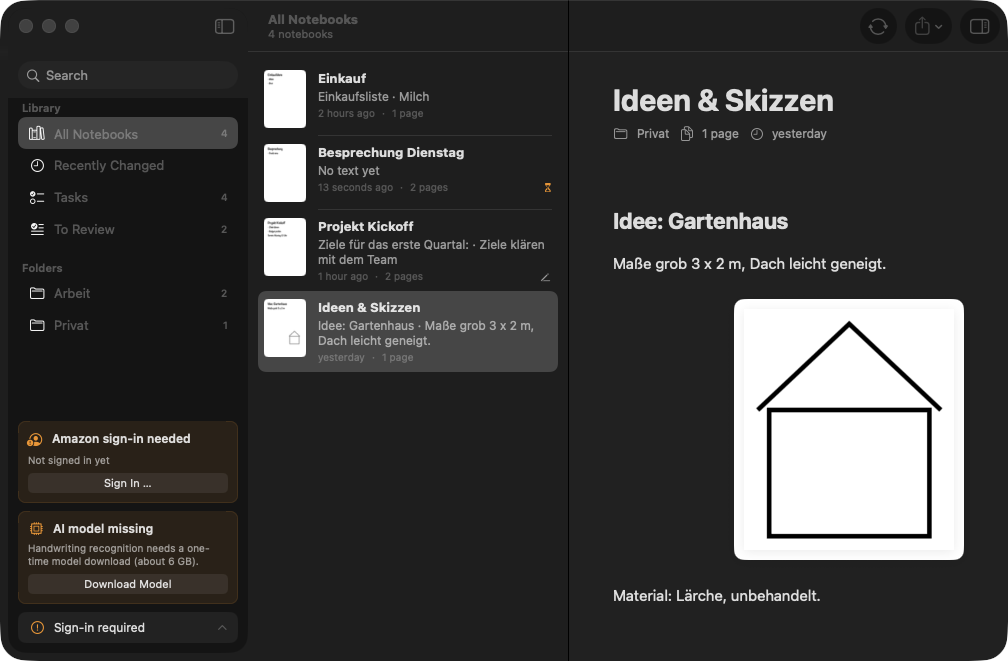 All Notebooks
4 notebooks
Search
Library
All Notebooks 4
Recently Changed
Tasks 4
To Review 2
Folders
Arbeit 2
Privat 1
Amazon sign-in needed
Not signed in yet
Sign In ...
AI model missing
Handwriting recognition needs a one-
time model download (about 6 GB).
Download Model
Sign-in required
Einkauf
Einkaufsliste · Milch
2 hours ago · 1 page
Besprechung Dienstag
No text yet
13 seconds ago · 2 pages
Projekt Kickoff
Ziele für das erste Quartal: · Ziele klären
mit dem Team
1 hour ago · 2 pages
Ideen & Skizzen
Idee: Gartenhaus · Maße grob 3 x 2 m,
Dach leicht geneigt.
yesterday · 1 page
Ideen & Skizzen
Privat 1 page yesterday
Idee: Gartenhaus
Maße grob 3 x 2 m, Dach leicht geneigt.
Material: Lärche, unbehandelt.